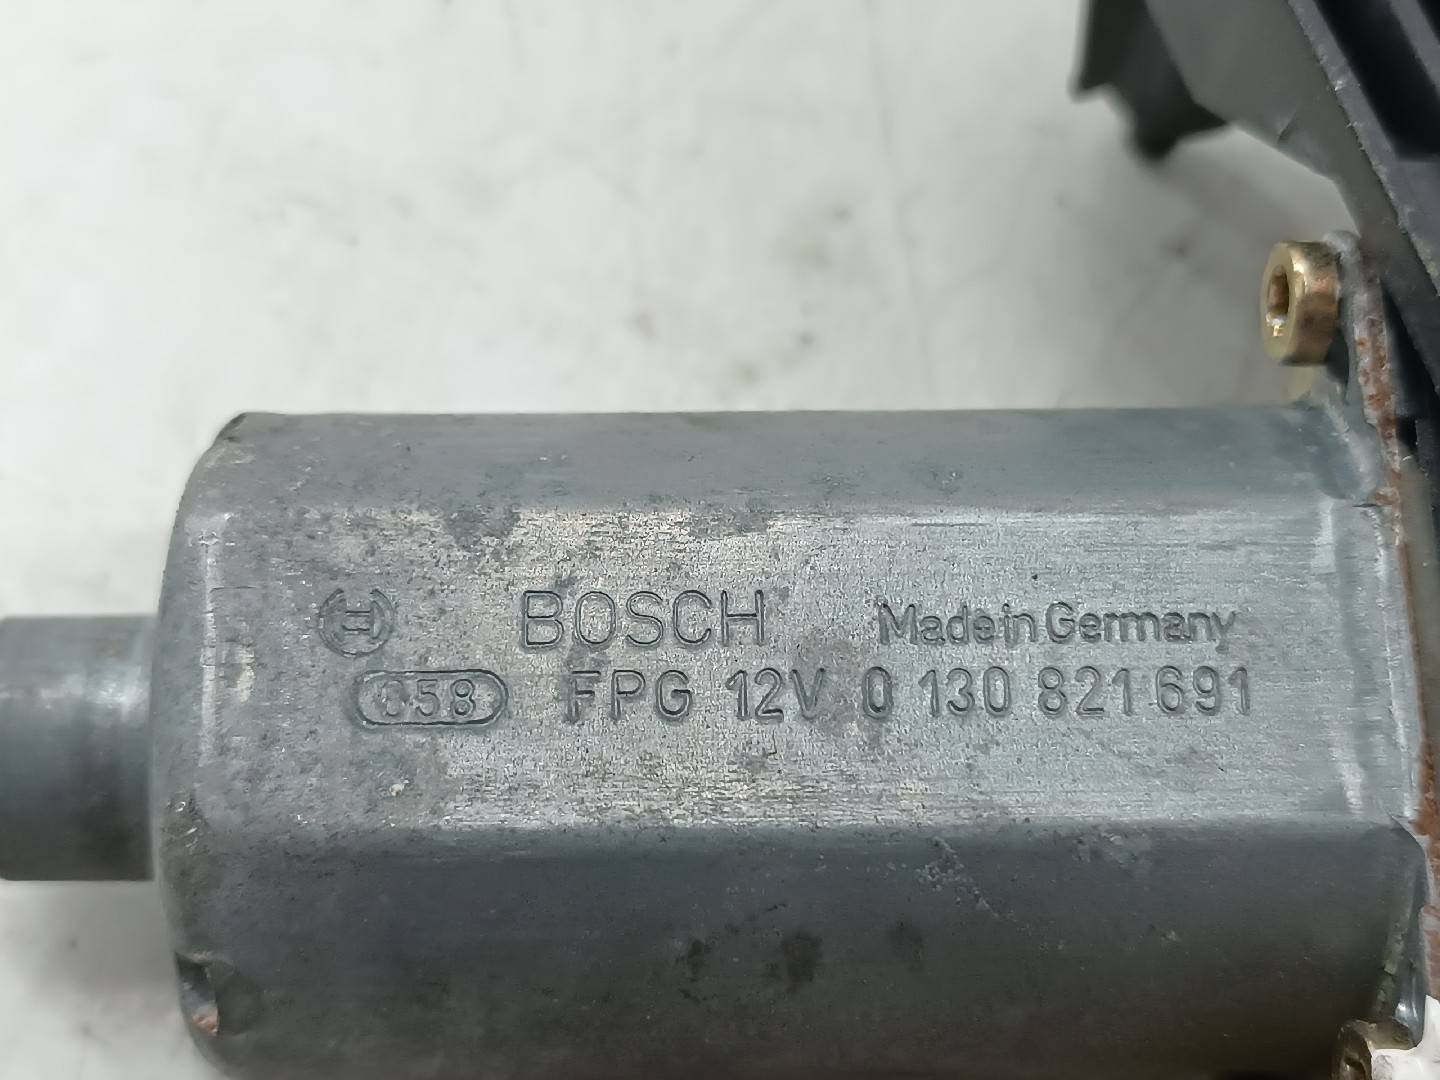 BOSCH Made in Germany
058 FPG 12V 0 130 821 691